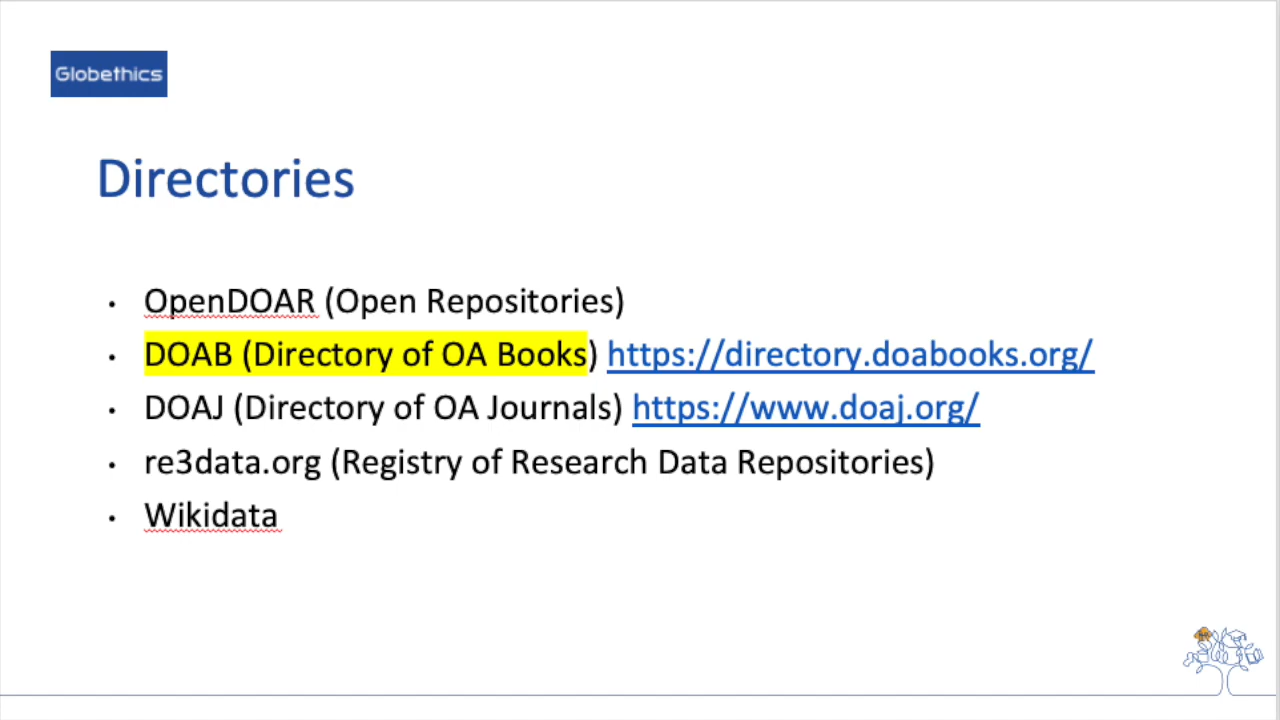 Globethics
Directories
• OpenDOAR (Open Repositories)
• DOAB (Directory of OA Books) https://directory.doabooks.org/
• DOAJ (Directory of OA Journals) https://www.doaj.org/
• re3data.org (Registry of Research Data Repositories)
• Wikidata